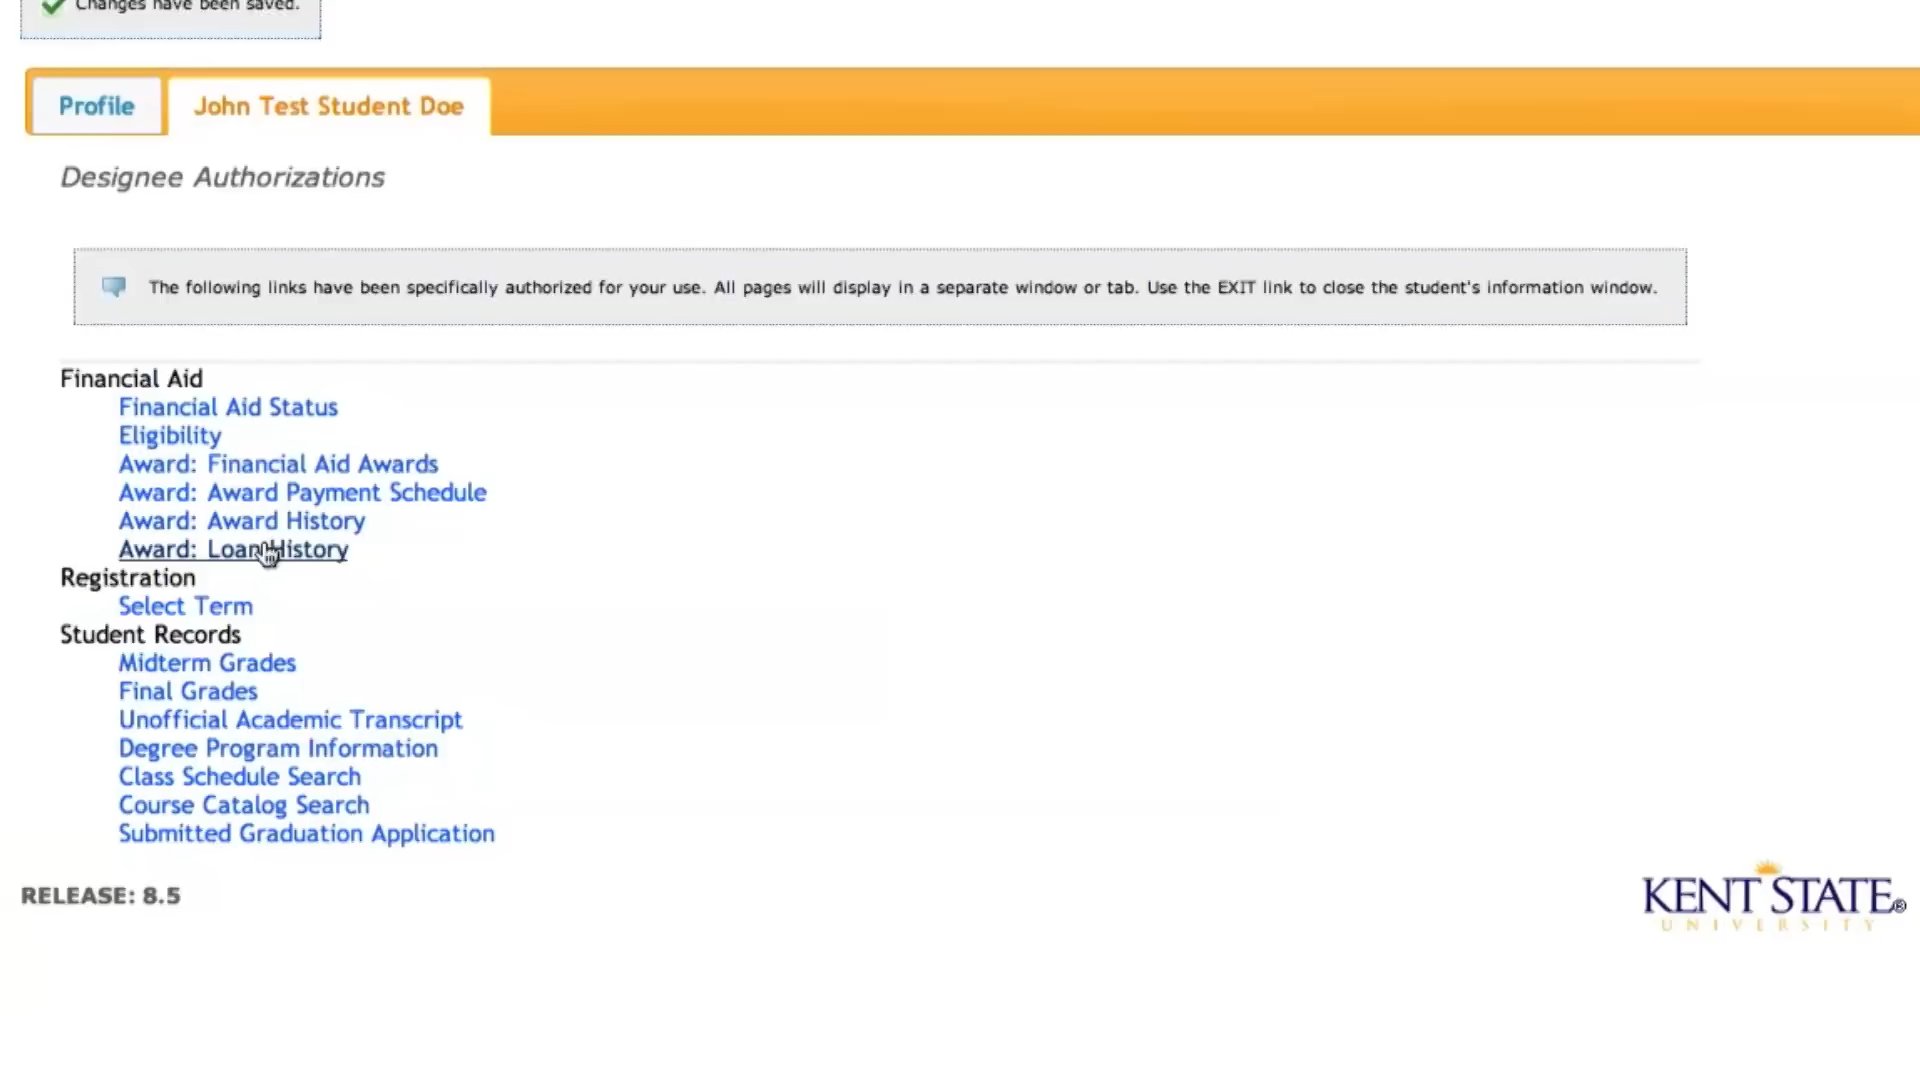 Changes have been saved.
Profile
John Test Student Doe
Designee Authorizations
The following links have been specifically authorized for your use. All pages will display in a separate window or tab. Use the EXIT link to close the student's information window.
Financial Aid
Financial Aid Status
Eligibility
Award: Financial Aid Awards
Award: Award Payment Schedule
Award: Award History
Award: Loan History
Registration
Select Term
Student Records
Midterm Grades
Final Grades
Unofficial Academic Transcript
Degree Program Information
Class Schedule Search
Course Catalog Search
Submitted Graduation Application
RELEASE: 8.5
KENT STATE®
UNIVERSITY